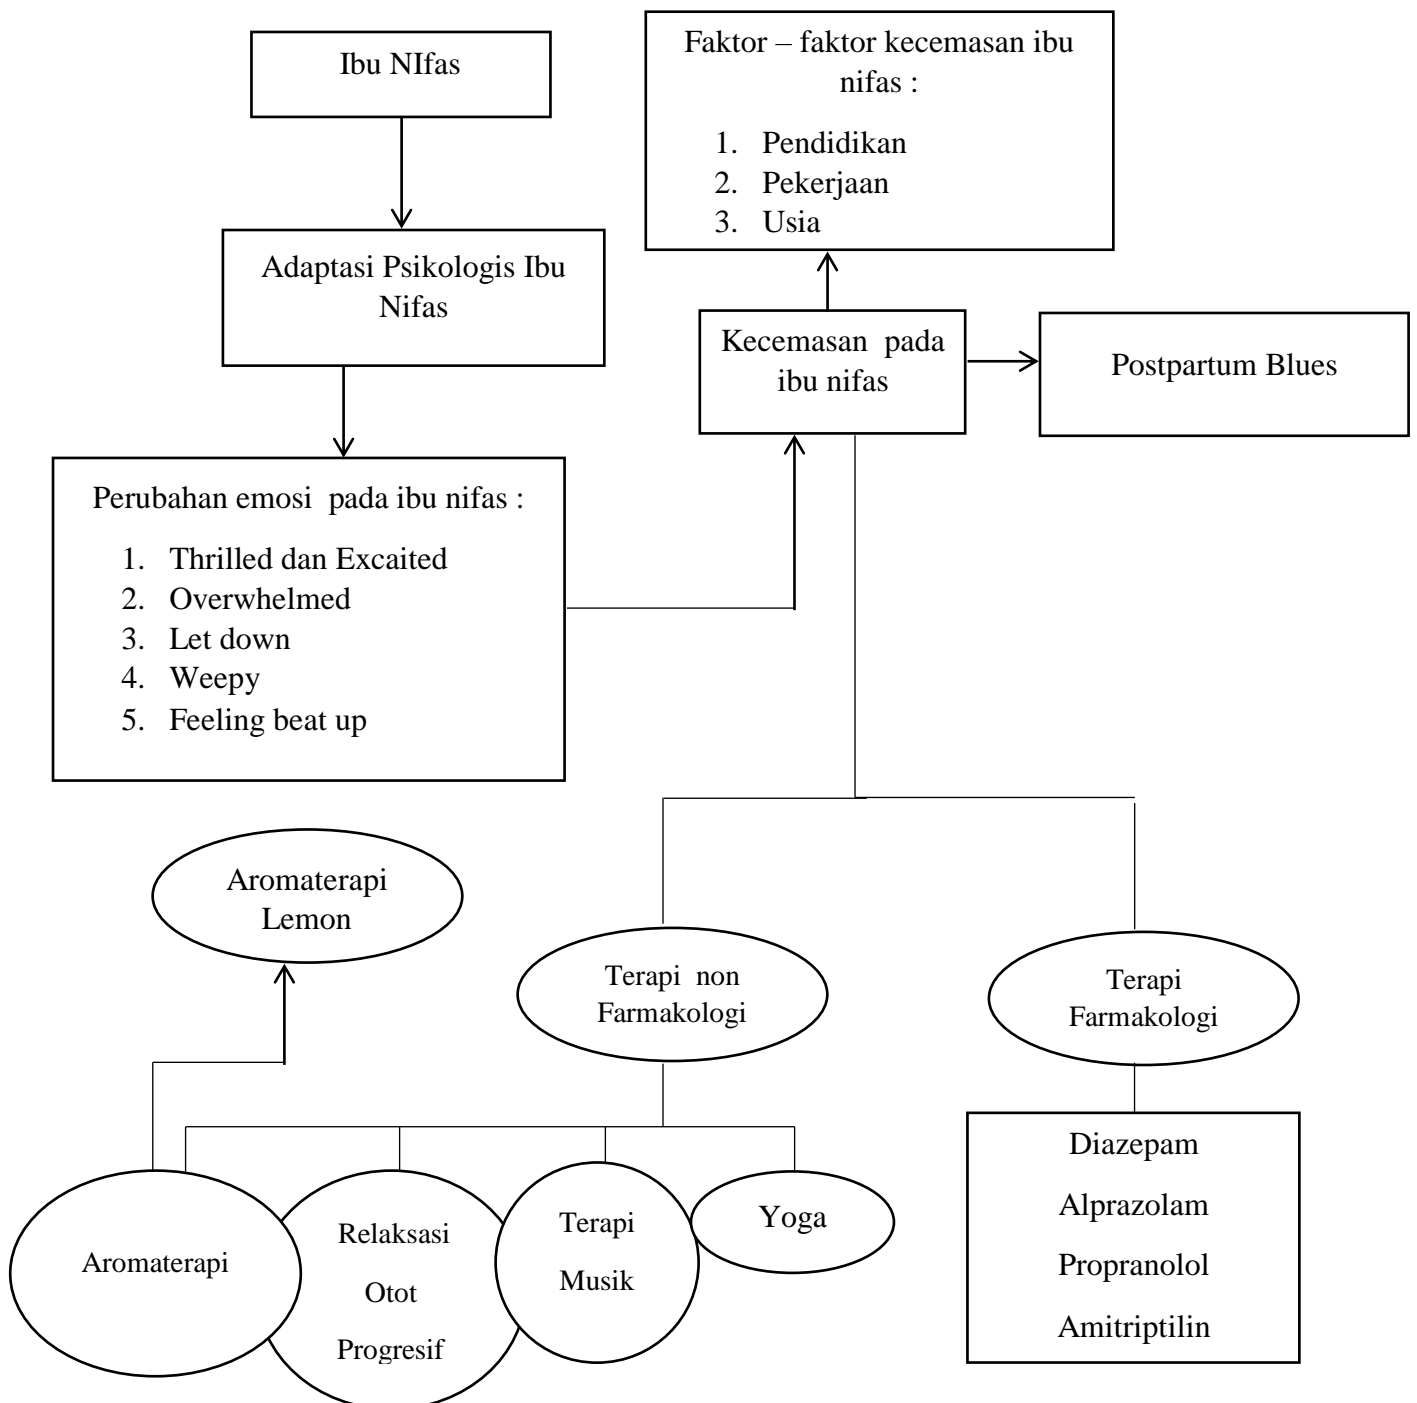 Ibu NIfas
Faktor – faktor kecemasan ibu
nifas :
1. Pendidikan
2. Pekerjaan
3. Usia
Adaptasi Psikologis Ibu
Nifas
Kecemasan pada
ibu nifas
Postpartum Blues
Perubahan emosi pada ibu nifas :
1. Thrilled dan Excaited
2. Overwhelmed
3. Let down
4. Weepy
5. Feeling beat up
Aromaterapi
Lemon
Terapi non
Farmakologi
Terapi
Farmakologi
Aromaterapi
Relaksasi
Otot
Progresif
Terapi
Musik
Yoga
Diazepam
Alprazolam
Propranolol
Amitriptilin